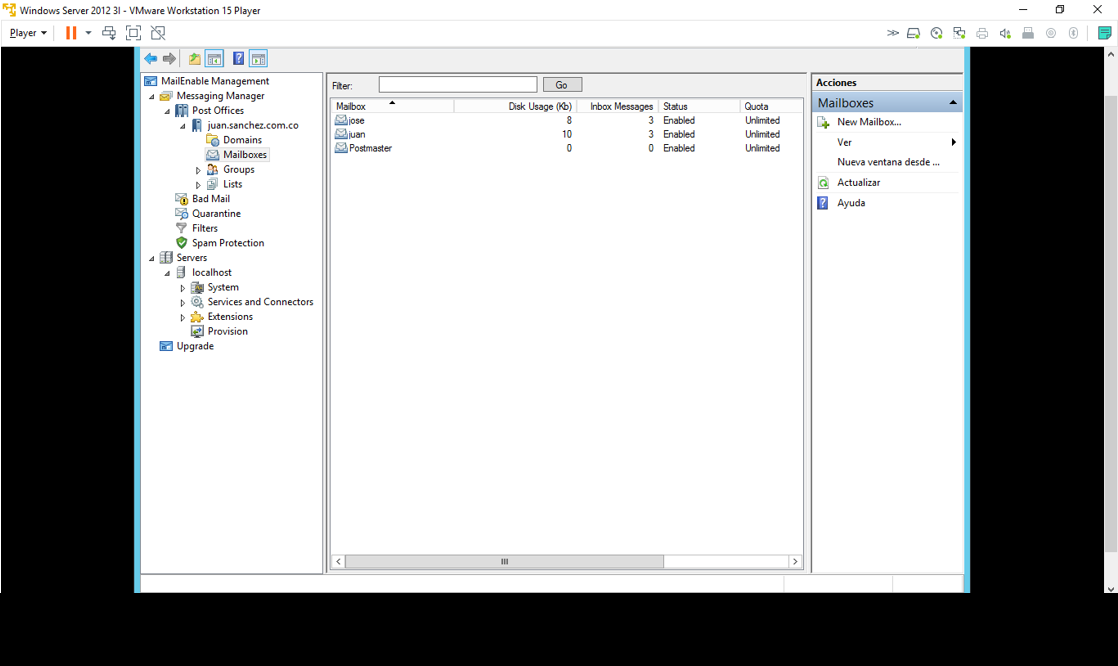 Windows Server 2012 3I - VMware Workstation 15 Player
Player
MailEnable Management
Messaging Manager
Post Offices
juan.sanchez.com.co
Domains
Mailboxes
Groups
Lists
Bad Mail
Quarantine
Filters
Spam Protection
Servers
localhost
System
Services and Connectors
Extensions
Provision
Upgrade
Filter: Go
Mailbox Disk Usage (Kb) Inbox Messages Status Quota
jose 8 3 Enabled Unlimited
juan 10 3 Enabled Unlimited
Postmaster 0 0 Enabled Unlimited
Acciones
Mailboxes
New Mailbox...
Ver
Nueva ventana desde ...
Actualizar
Ayuda